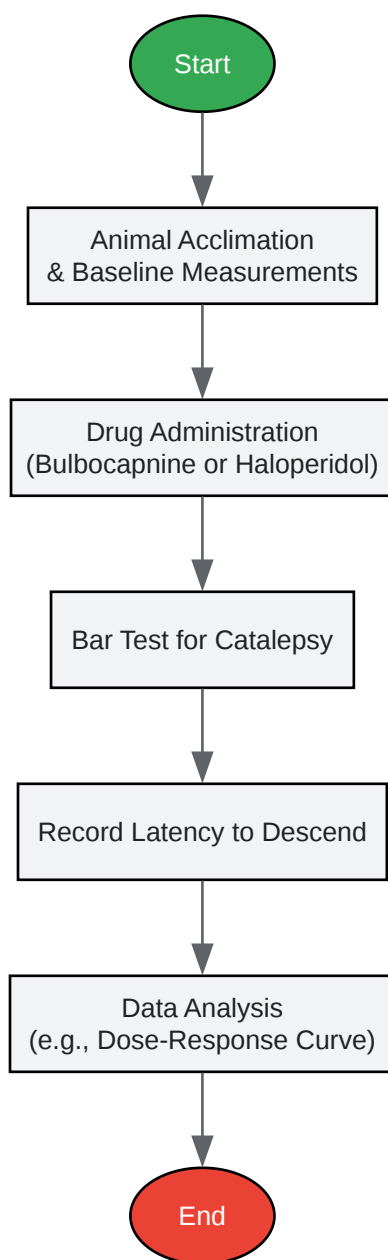 Start
Animal Acclimation
& Baseline Measurements
Drug Administration
(Bulbocapnine or Haloperidol)
Bar Test for Catalepsy
Record Latency to Descend
Data Analysis
(e.g., Dose-Response Curve)
End